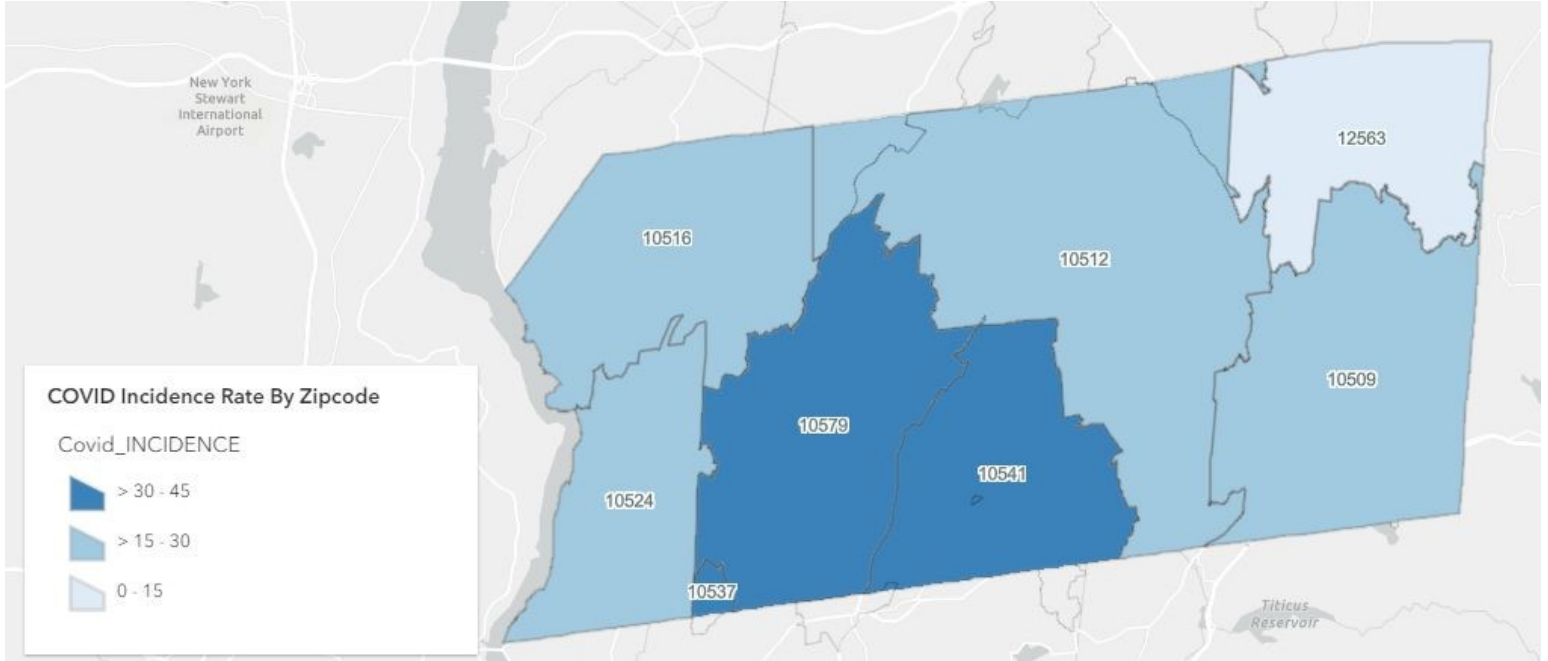 New York
Stewart
International
Airport
12563
10516
10512
10509
10579
10541
10524
10537
COVID Incidence Rate By Zipcode
Covid_INCIDENCE
> 30 - 45
> 15 - 30
0 - 15
Titicus
Reservoir